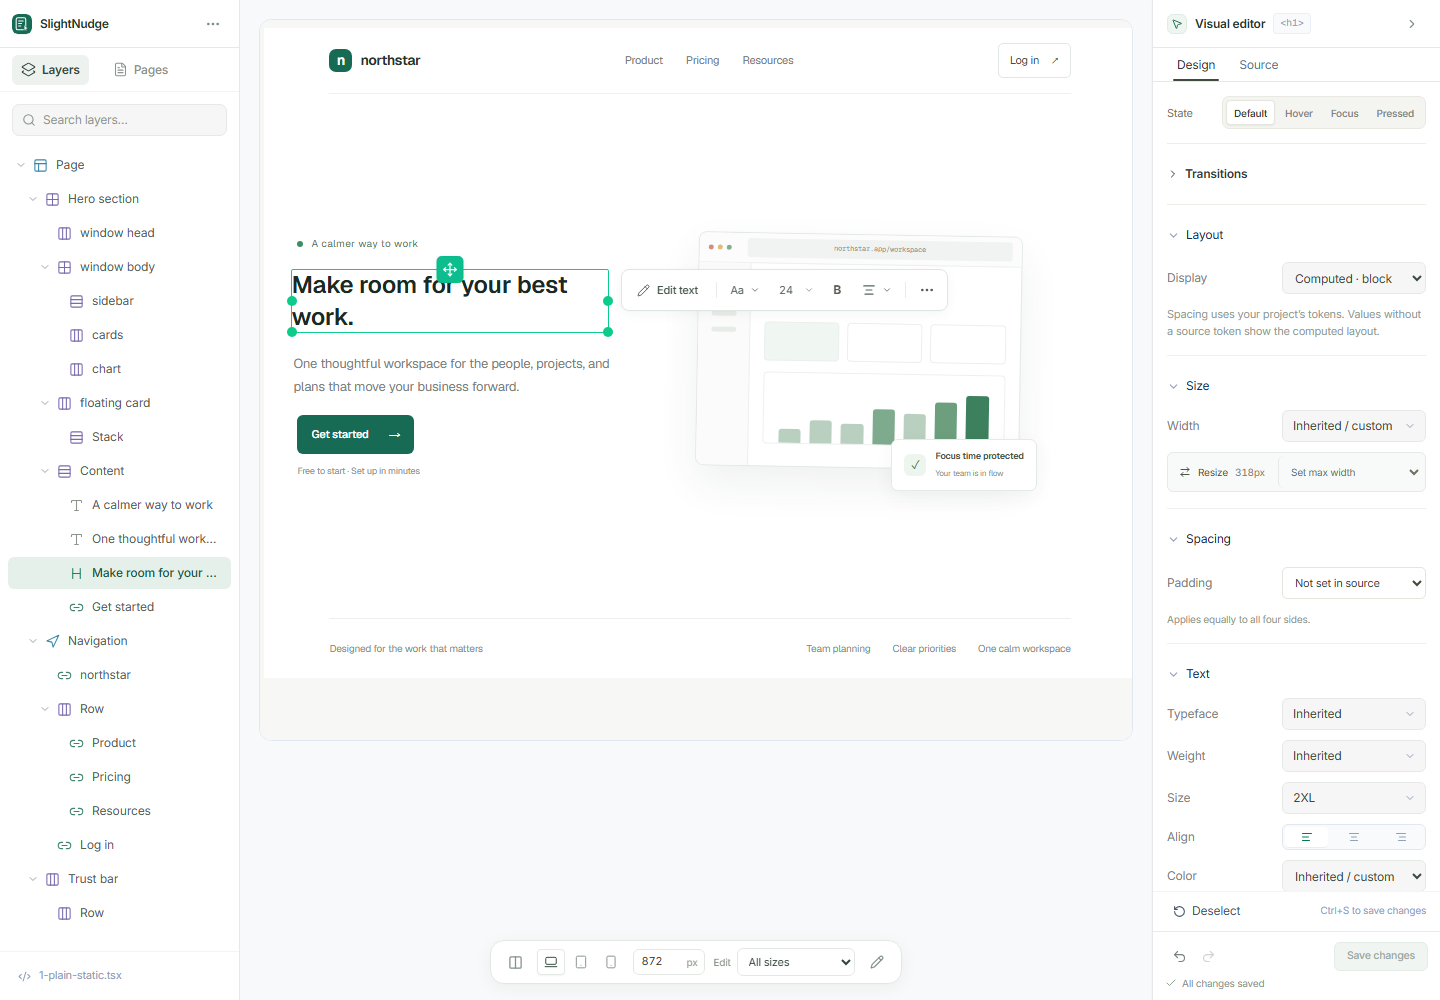 SlightNudge
Layers
Pages
Search layers...
Page
Hero section
window head
window body
sidebar
cards
chart
floating card
Stack
Content
A calmer way to work
One thoughtful work...
Make room for your ...
Get started
Navigation
northstar
Row
Product
Pricing
Resources
Log in
Trust bar
Row
1-plain-static.tsx
n northstar
Product
Pricing
Resources
Log in
A calmer way to work
Make room for your best
work.
One thoughtful workspace for the people, projects, and
plans that move your business forward.
Get started
Free to start · Set up in minutes
northstar.app/workspace
Edit text
Aa
24
B
Focus time protected
Your team is in flow
Designed for the work that matters
Team planning
Clear priorities
One calm workspace
872 px
Edit
All sizes
Visual editor
<h1>
Design
Source
State
Default
Hover
Focus
Pressed
Transitions
Layout
Display
Computed · block
Spacing uses your project's tokens. Values without
a source token show the computed layout.
Size
Width
Inherited / custom
Resize 318px
Set max width
Spacing
Padding
Not set in source
Applies equally to all four sides.
Text
Typeface
Inherited
Weight
Inherited
Size
2XL
Align
Color
Inherited / custom
Deselect
Ctrl+S to save changes
Save changes
All changes saved